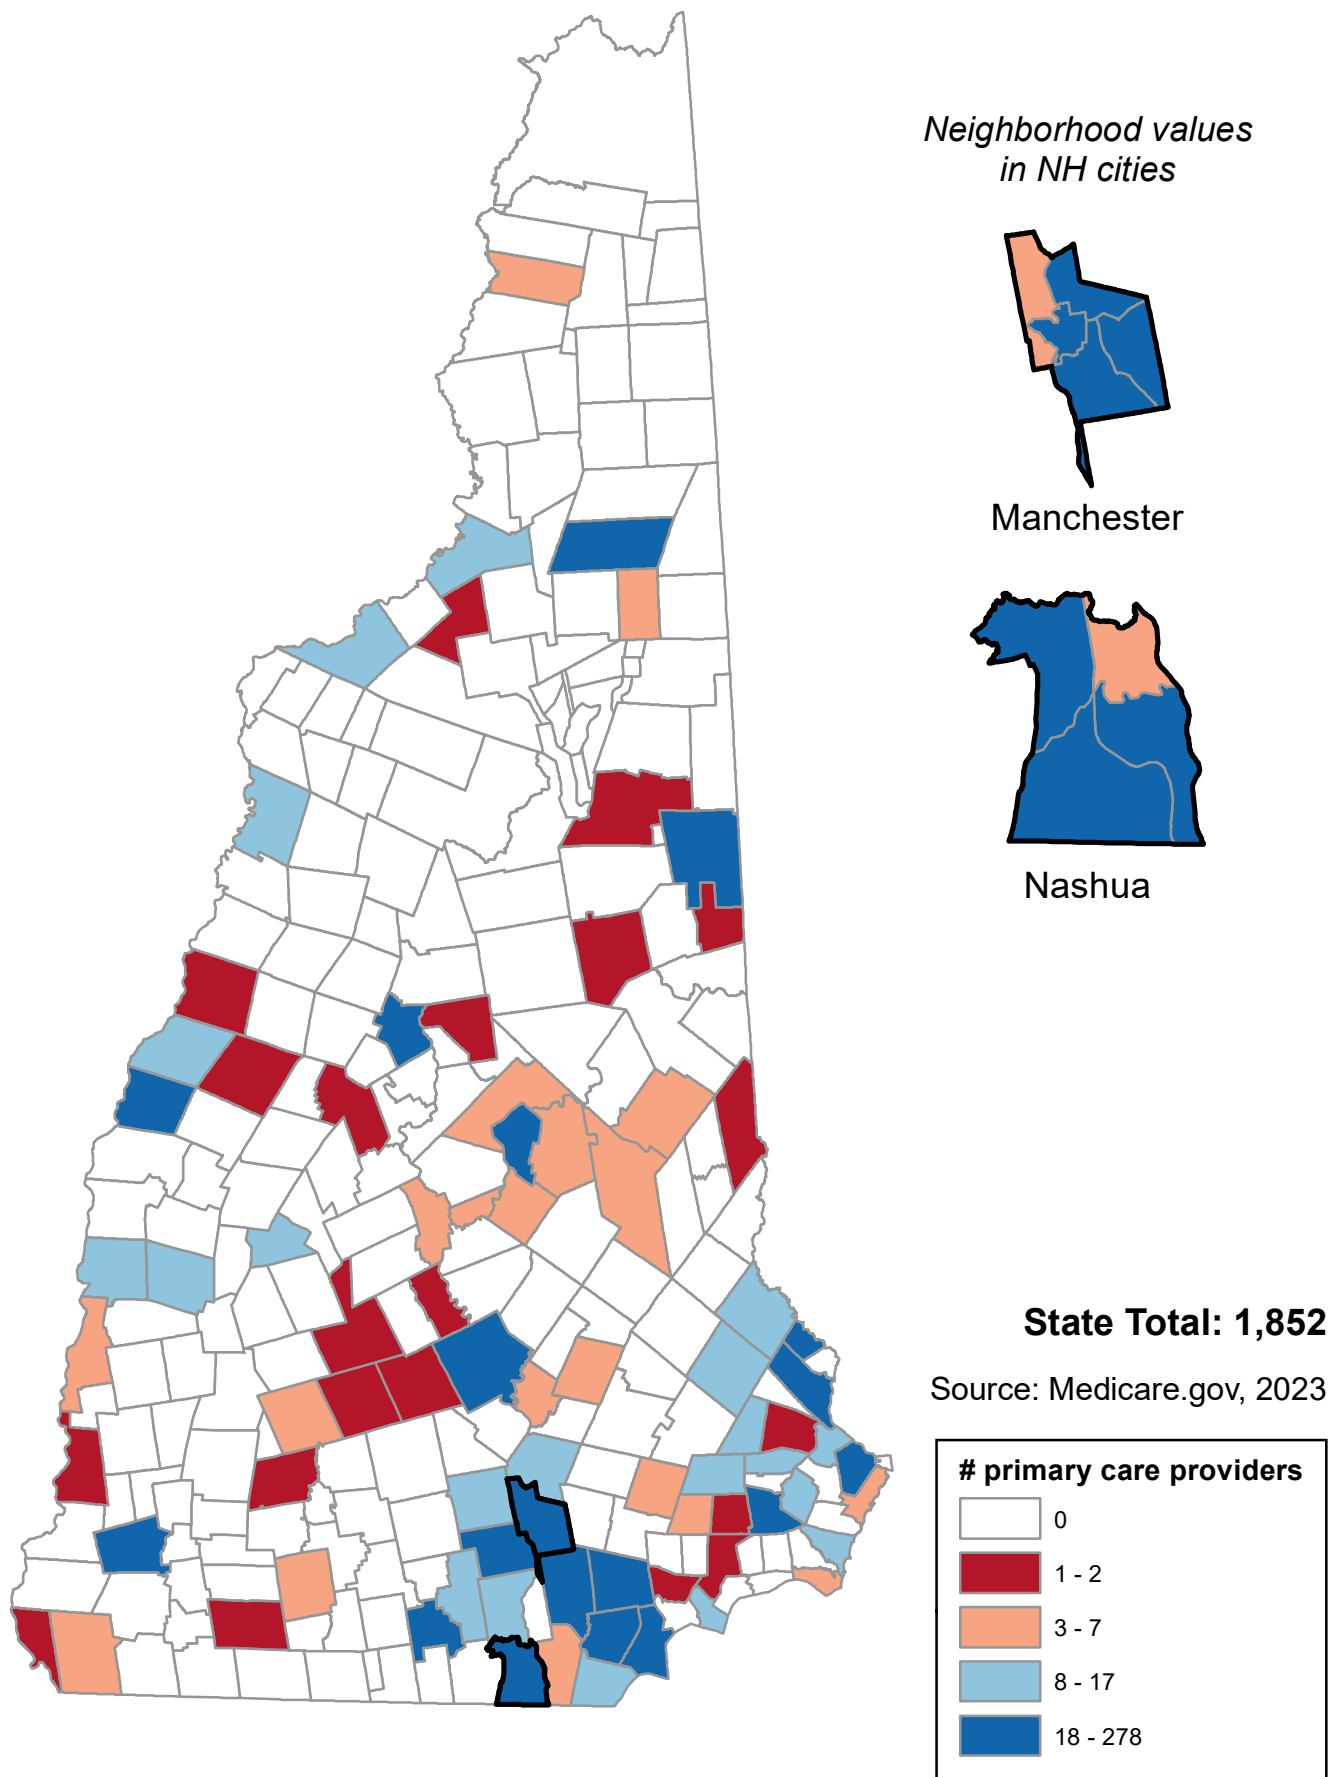 Neighborhood values
in NH cities
Manchester
Nashua
State Total: 1,852
Source: Medicare.gov, 2023
# primary care providers
0
1 - 2
3 - 7
8 - 17
18 - 278